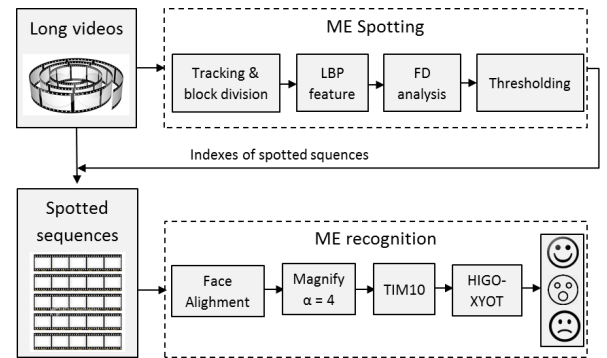 Long videos
ME Spotting
Tracking &
block division
LBP
feature
FD
analysis
Thresholding
Indexes of spotted squences
Spotted
sequences
ME recognition
Face
Alighment
Magnify
α = 4
TIM10
HIGO-
XYOT